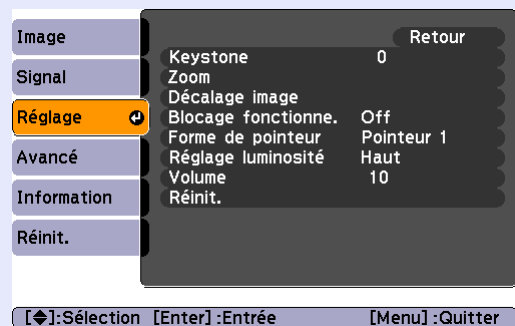 Image
Signal
Réglage
Avancé
Information
Réinit.
Retour
Keystone 0
Zoom
Décalage image
Blocage fonctionne. Off
Forme de pointeur Pointeur 1
Réglage luminosité Haut
Volume 10
Réinit.
[◆]:Sélection [Enter] :Entrée [Menu] :Quitter